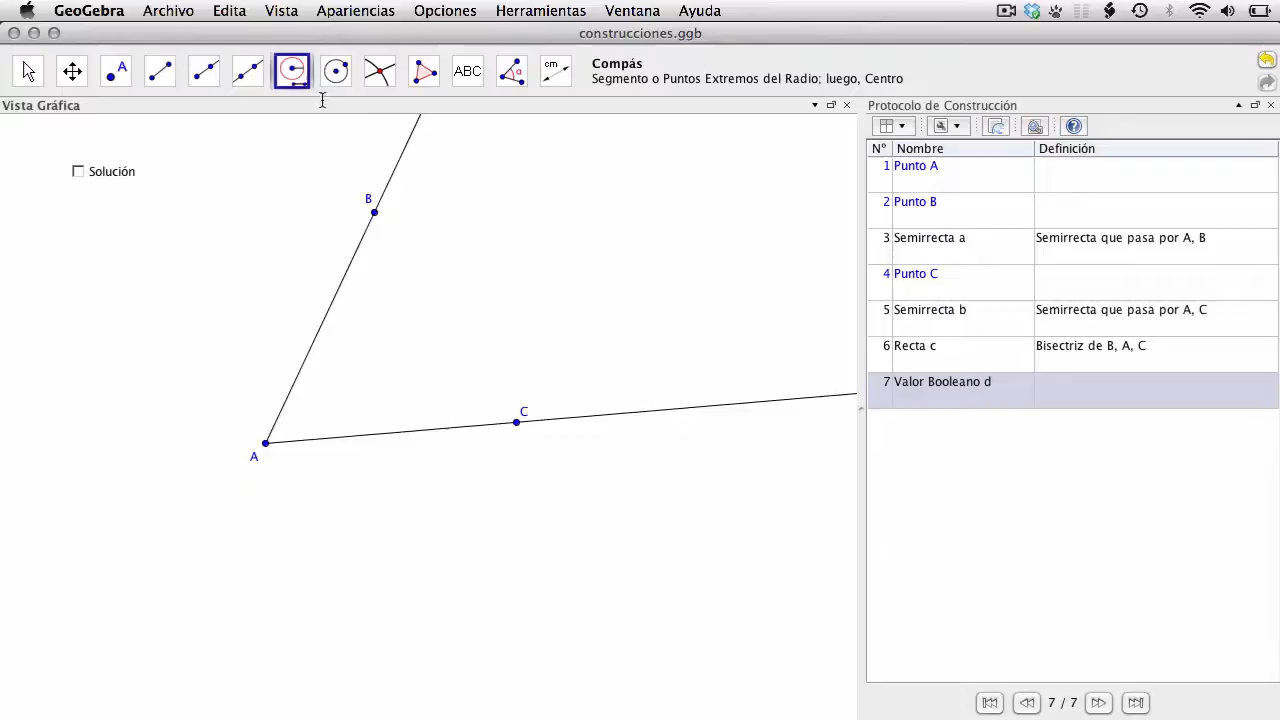 GeoGebra Archivo Edita Vista Apariencias Opciones Herramientas Ventana Ayuda
construcciones.ggb
A ABC cm
Compás
Segmento o Puntos Extremos del Radio; luego, Centro
Vista Gráfica
Protocolo de Construcción
Nº Nombre Definición
1 Punto A
2 Punto B
3 Semirrecta a Semirrecta que pasa por A, B
4 Punto C
5 Semirrecta b Semirrecta que pasa por A, C
6 Recta c Bisectriz de B, A, C
7 Valor Booleano d
Solución
B
C
A
7 / 7